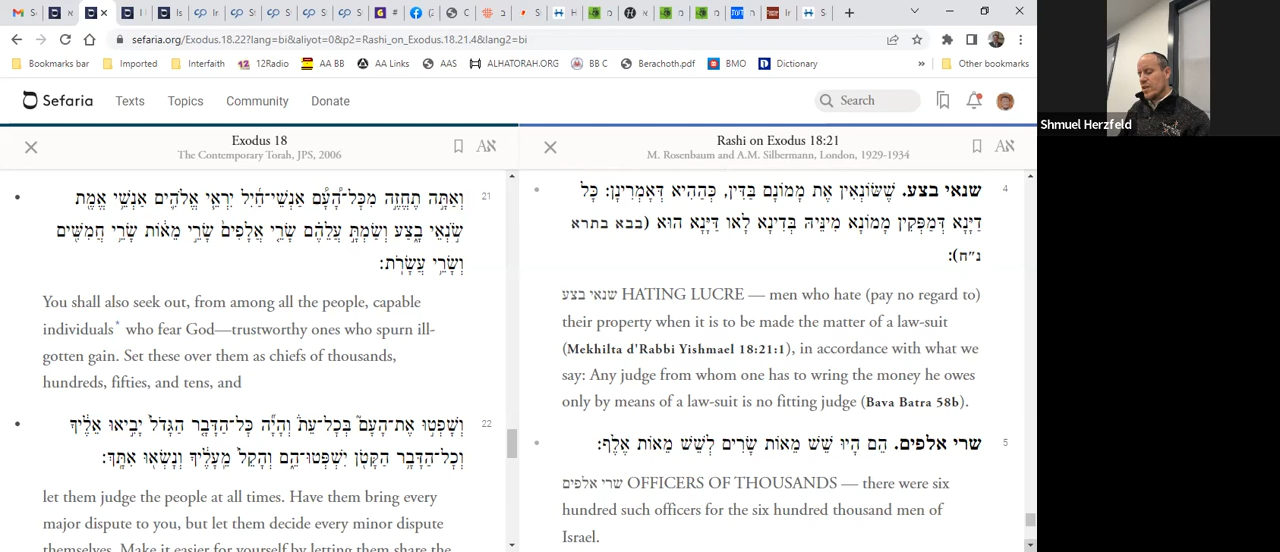 sefaria.org/Exodus.18.22?lang=bi&aliyot=0&p2=Rashi_on_Exodus.18.21.4&lang2=bi
Bookmarks bar Imported Interfaith 12Radio AA BB AA Links AAS ALHATORAH.ORG BB C Berachoth.pdf BMO Dictionary » Other bookmarks
Sefaria Texts Topics Community Donate Search
Shmuel Herzfeld
Exodus 18
The Contemporary Torah, JPS, 2006
21
וְאַתָּ֣ה תֶחֱזֶ֣ה מִכׇּל־הָ֠עָ֠ם אַנְשֵׁי־חַ֜יִל יִרְאֵ֧י אֱלֹהִ֛ים אַנְשֵׁ֥י אֱמֶ֖ת
שֹׂ֣נְאֵי בָ֑צַע וְשַׂמְתָּ֣ עֲלֵהֶ֗ם שָׂרֵ֤י אֲלָפִים֙ שָׂרֵ֣י מֵא֔וֹת שָׂרֵ֥י חֲמִשִּׁ֖ים
וְשָׂרֵ֥י עֲשָׂרֹֽת׃
You shall also seek out, from among all the people, capable
individuals* who fear God—trustworthy ones who spurn ill-
gotten gain. Set these over them as chiefs of thousands,
hundreds, fifties, and tens, and
22
וְשָׁפְט֣וּ אֶת־הָעָם֮ בְּכׇל־עֵת֒ וְהָיָ֞ה כׇּל־הַדָּבָ֤ר הַגָּדֹל֙ יָבִ֣יאוּ אֵלֶ֔יךָ
וְכׇל־הַדָּבָ֥ר הַקָּטֹ֖ן יִשְׁפְּטוּ־הֵ֑ם וְהָקֵל֙ מֵֽעָלֶ֔יךָ וְנָשְׂא֖וּ אִתָּֽךְ׃
let them judge the people at all times. Have them bring every
major dispute to you, but let them decide every minor dispute
themselves. Make it easier for yourself by letting them share the
Rashi on Exodus 18:21
M. Rosenbaum and A.M. Silbermann, London, 1929-1934
4
שנאי בצע. שֶׁשּׂוֹנְאִין אֶת מָמוֹנָם בַּדִּין, כְּהַהִיא דְּאָמְרִינָן: כָּל
דַּיָּנָא דְּמַפְּקִין מָמוֹנָא מִינֵּיהּ בְּדִינָא לָאו דַּיָּנָא הוּא (בבא בתרא
נ"ח):
שנאי בצע HATING LUCRE — men who hate (pay no regard to)
their property when it is to be made the matter of a law-suit
(Mekhilta d'Rabbi Yishmael 18:21:1), in accordance with what we
say: Any judge from whom one has to wring the money he owes
only by means of a law-suit is no fitting judge (Bava Batra 58b).
5
שרי אלפים. הֵם הָיוּ שֵׁשׁ מֵאוֹת שָׂרִים לְשֵׁשׁ מֵאוֹת אֶלֶף:
שרי אלפים OFFICERS OF THOUSANDS — there were six
hundred such officers for the six hundred thousand men of
Israel.